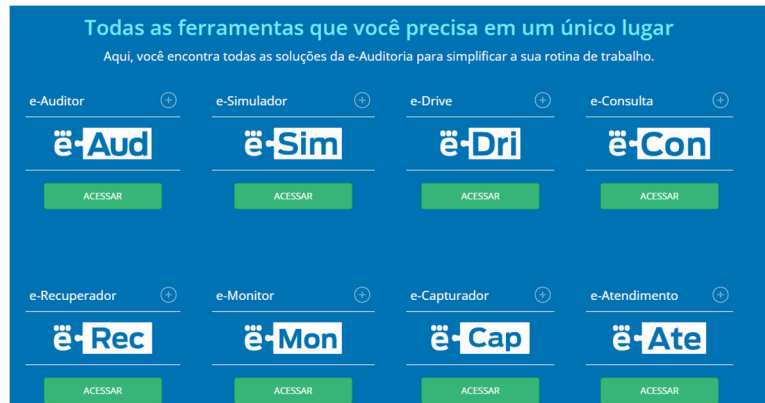 Todas as ferramentas que você precisa em um único lugar
Aqui, você encontra todas as soluções da e-Auditoria para simplificar a sua rotina de trabalho.
e-Auditor
e-Simulador
e-Drive
e-Consulta
ë-Aud
ë-Sim
ë-Dri
ë-Con
ACESSAR
ACESSAR
ACESSAR
ACESSAR
e-Recuperador
e-Monitor
e-Capturador
e-Atendimento
ë-Rec
ë-Mon
ë-Cap
ë-Ate
ACESSAR
ACESSAR
ACESSAR
ACESSAR